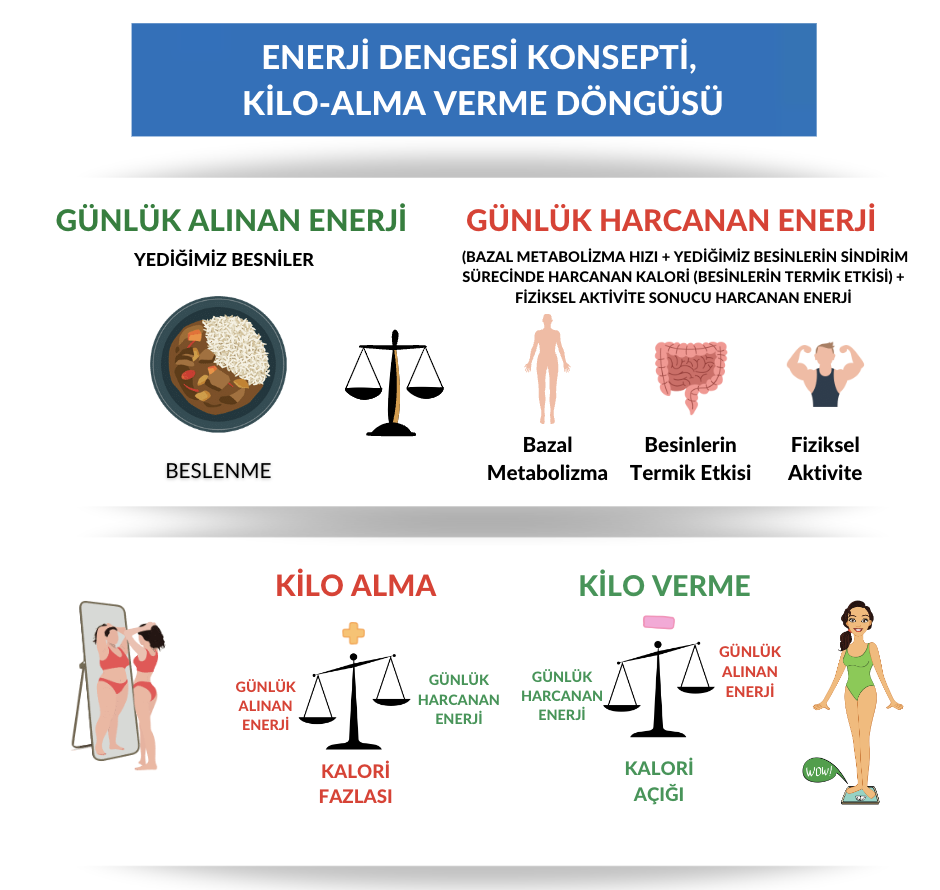 ENERJİ DENGESİ KONSEPTİ,
KİLO-ALMA VERME DÖNGÜSÜ
GÜNLÜK ALINAN ENERJİ
YEDİĞİMİZ BESNİLER
BESLENME
GÜNLÜK HARCANAN ENERJİ
(BAZAL METABOLİZMA HIZI + YEDİĞİMİZ BESİNLERİN SİNDİRİM
SÜRECİNDE HARCANAN KALORİ (BESİNLERİN TERMİK ETKİSİ) +
FİZİKSEL AKTİVİTE SONUCU HARCANAN ENERJİ
Bazal
Metabolizma
Besinlerin
Termik Etkisi
Fiziksel
Aktivite
KİLO ALMA
GÜNLÜK
ALINAN
ENERJİ
GÜNLÜK
HARCANAN
ENERJİ
KALORİ
FAZLASI
KİLO VERME
GÜNLÜK
HARCANAN
ENERJİ
GÜNLÜK
ALINAN
ENERJİ
KALORİ
AÇIĞI
WOW!